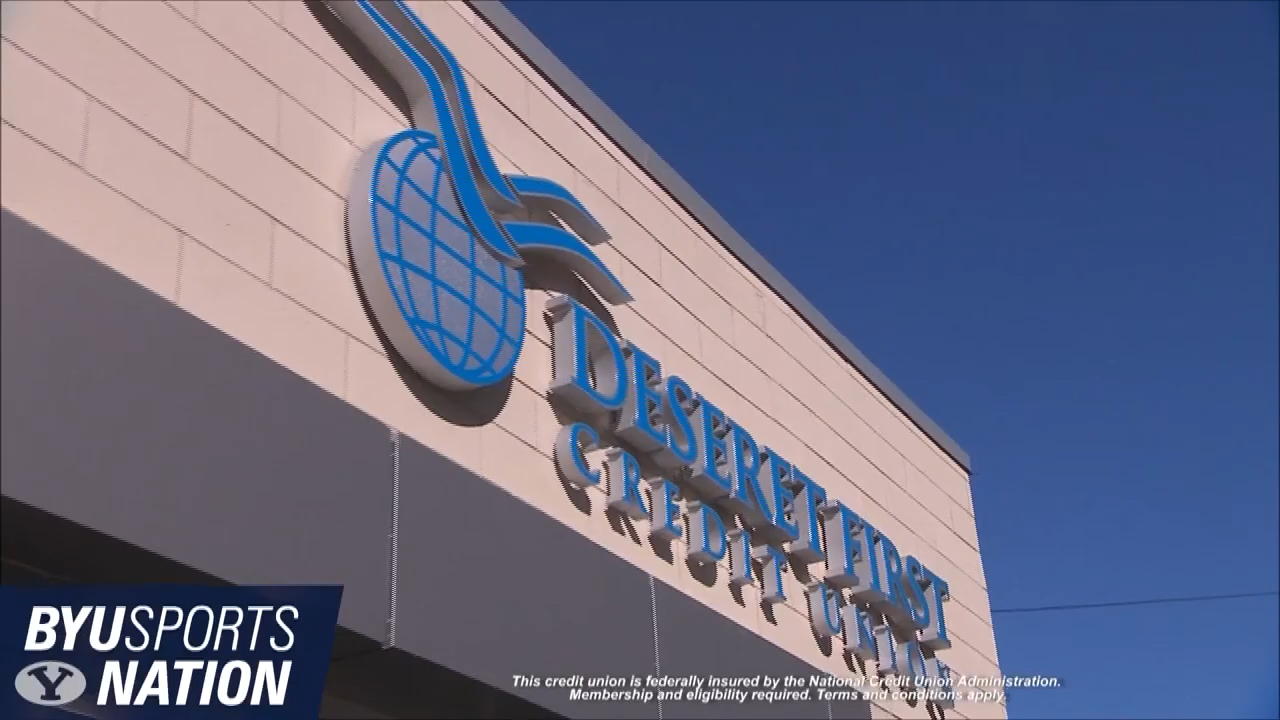 DESERET FIRST
CREDIT UNION
BYUSPORTS
Y NATION
This credit union is federally insured by the National Credit Union Administration.
Membership and eligibility required. Terms and conditions apply.